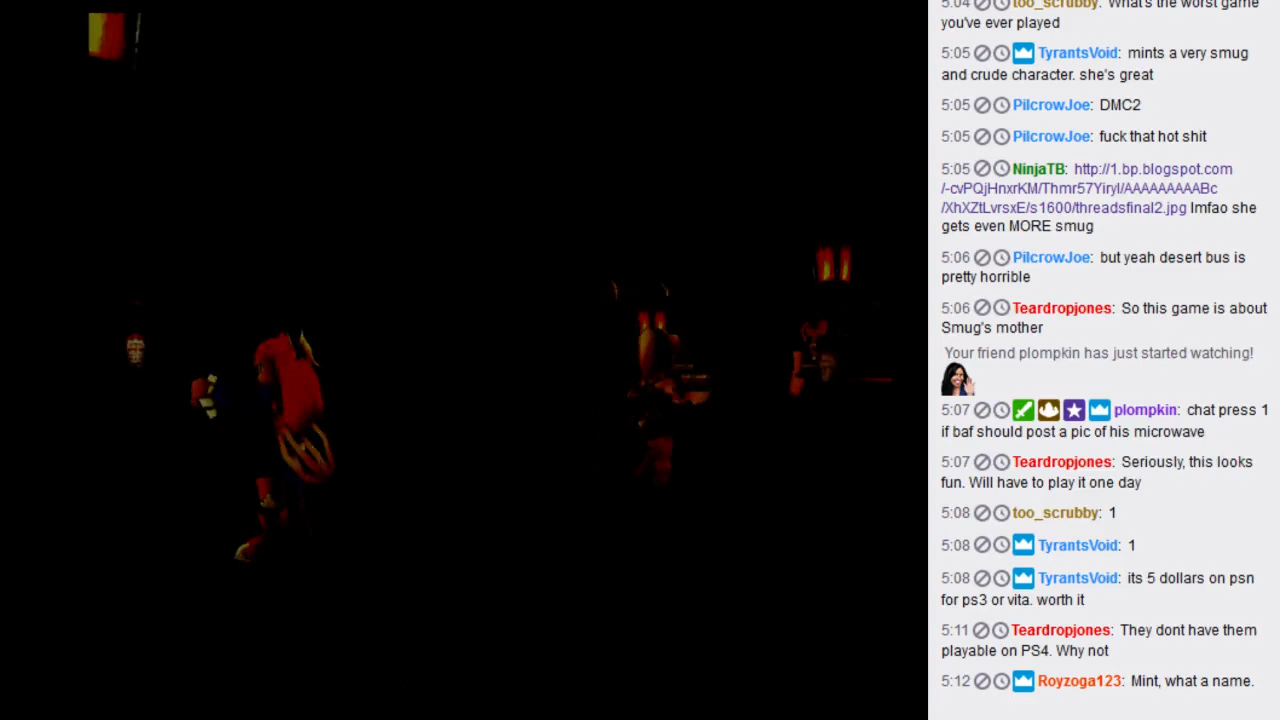 5:04 too_scrubby: What's the worst game
you've ever played
5:05 TyrantsVoid: mints a very smug
and crude character. she's great
5:05 PilcrowJoe: DMC2
5:05 PilcrowJoe: fuck that hot shit
5:05 NinjaTB: http://1.bp.blogspot.com
/-cvPQjHnxrKM/Thmr57Yiryl/AAAAAAAAABc
/XhXZtLvrsxE/s1600/threadsfinal2.jpg lmfao she
gets even MORE smug
5:06 PilcrowJoe: but yeah desert bus is
pretty horrible
5:06 Teardropjones: So this game is about
Smug's mother
Your friend plompkin has just started watching!
5:07 plompkin: chat press 1
if baf should post a pic of his microwave
5:07 Teardropjones: Seriously, this looks
fun. Will have to play it one day
5:08 too_scrubby: 1
5:08 TyrantsVoid: 1
5:08 TyrantsVoid: its 5 dollars on psn
for ps3 or vita. worth it
5:11 Teardropjones: They dont have them
playable on PS4. Why not
5:12 Royzoga123: Mint, what a name.